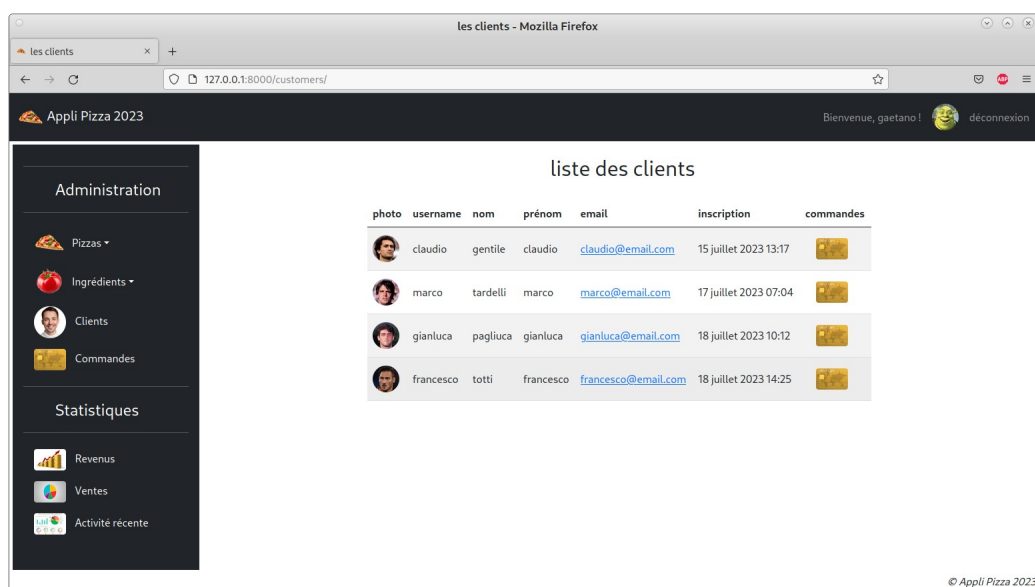 les clients - Mozilla Firefox
les clients × +
127.0.0.1:8000/customers/
ABP
Appli Pizza 2023
Bienvenue, gaetano !
déconnexion
Administration
Pizzas
Ingrédients
Clients
Commandes
Statistiques
Revenus
Ventes
Activité récente
liste des clients
photo username nom prénom email inscription commandes
claudio gentile claudio claudio@email.com 15 juillet 2023 13:17
marco tardelli marco marco@email.com 17 juillet 2023 07:04
gianluca pagliuca gianluca gianluca@email.com 18 juillet 2023 10:12
francesco totti francesco francesco@email.com 18 juillet 2023 14:25
© Appli Pizza 2023